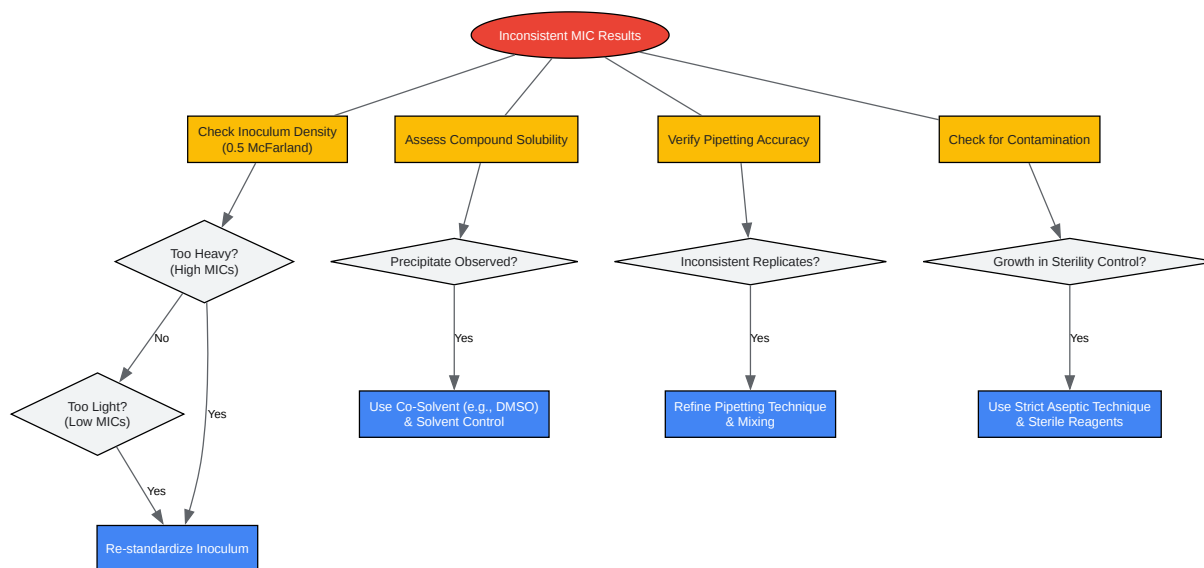 Inconsistent MIC Results
Check Inoculum Density
(0.5 McFarland)
Assess Compound Solubility
Verify Pipetting Accuracy
Check for Contamination
Too Heavy?
(High MICs)
Precipitate Observed?
Inconsistent Replicates?
Growth in Sterility Control?
No
Yes
Yes
Yes
Too Light?
(Low MICs)
Yes
Use Co-Solvent (e.g., DMSO)
& Solvent Control
Refine Pipetting Technique
& Mixing
Use Strict Aseptic Technique
& Sterile Reagents
Yes
Re-standardize Inoculum